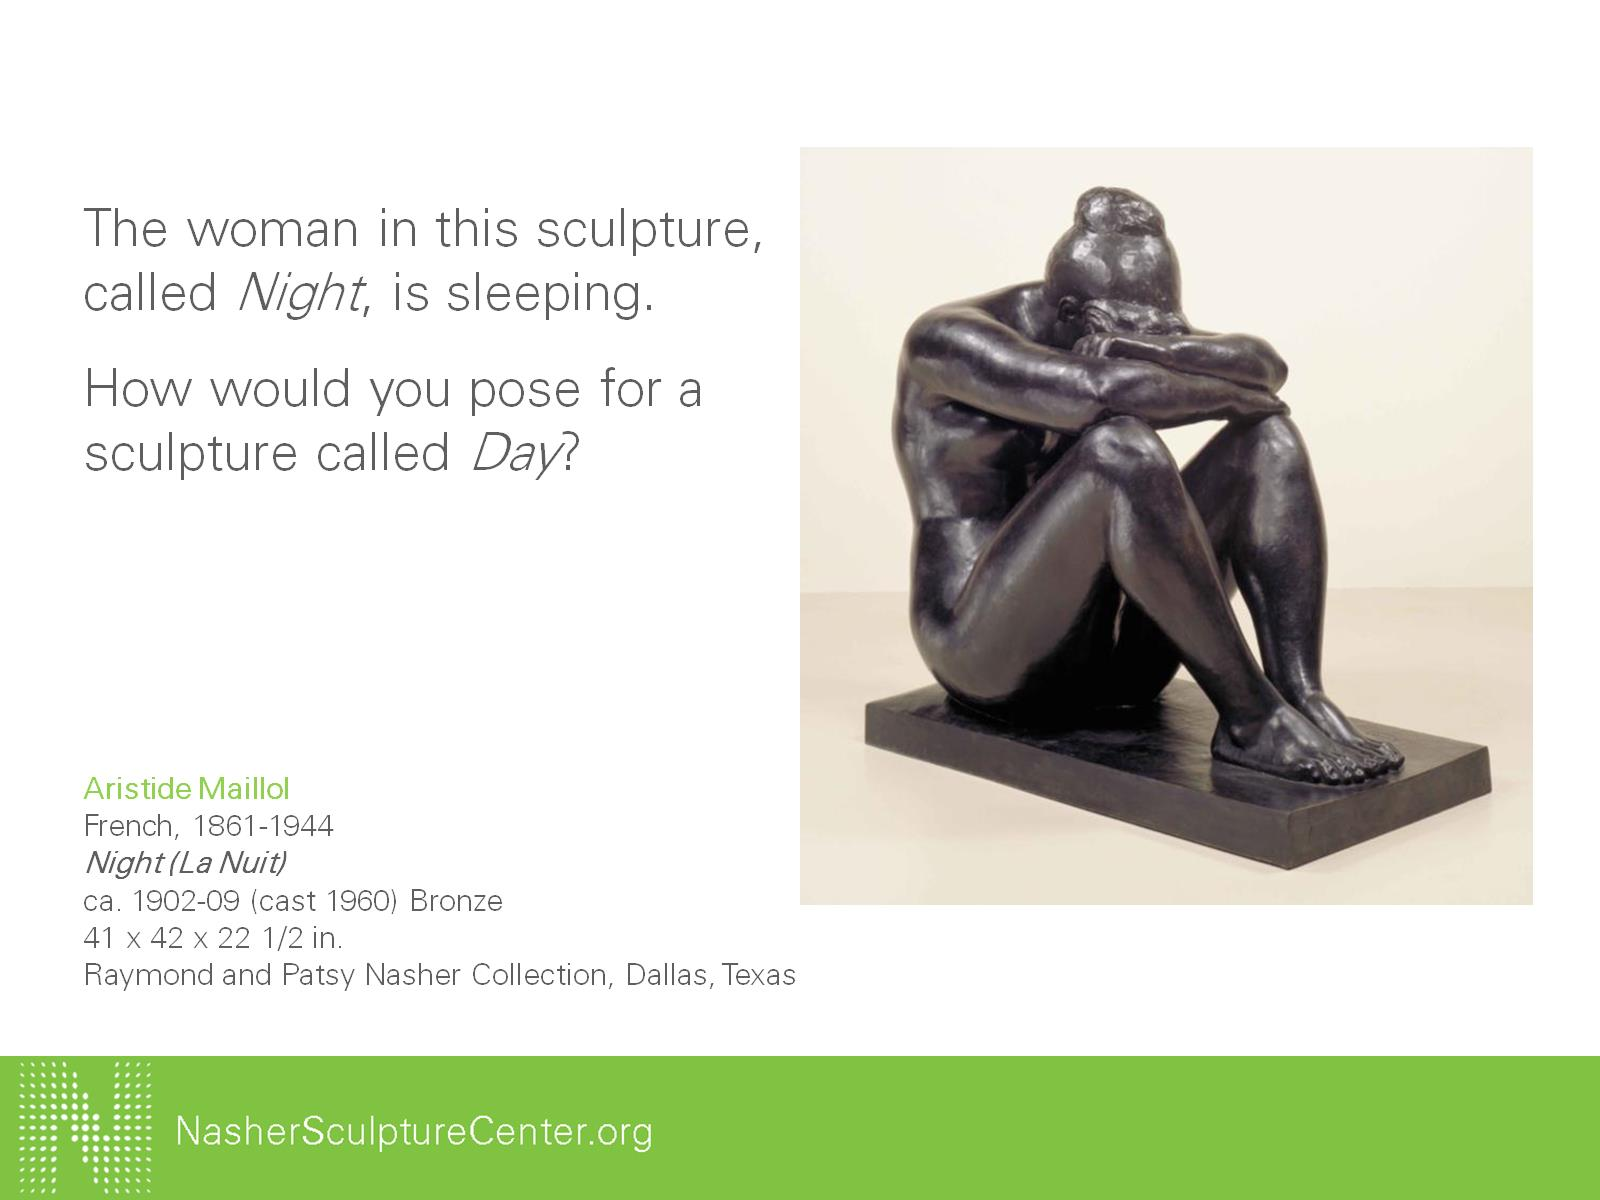 The woman in this sculpture,
called Night, is sleeping.
How would you pose for a
sculpture called Day?
Aristide Maillol
French, 1861-1944
Night (La Nuit)
ca. 1902-09 (cast 1960) Bronze
41 x 42 x 22 1/2 in.
Raymond and Patsy Nasher Collection, Dallas, Texas
NasherSculptureCenter.org